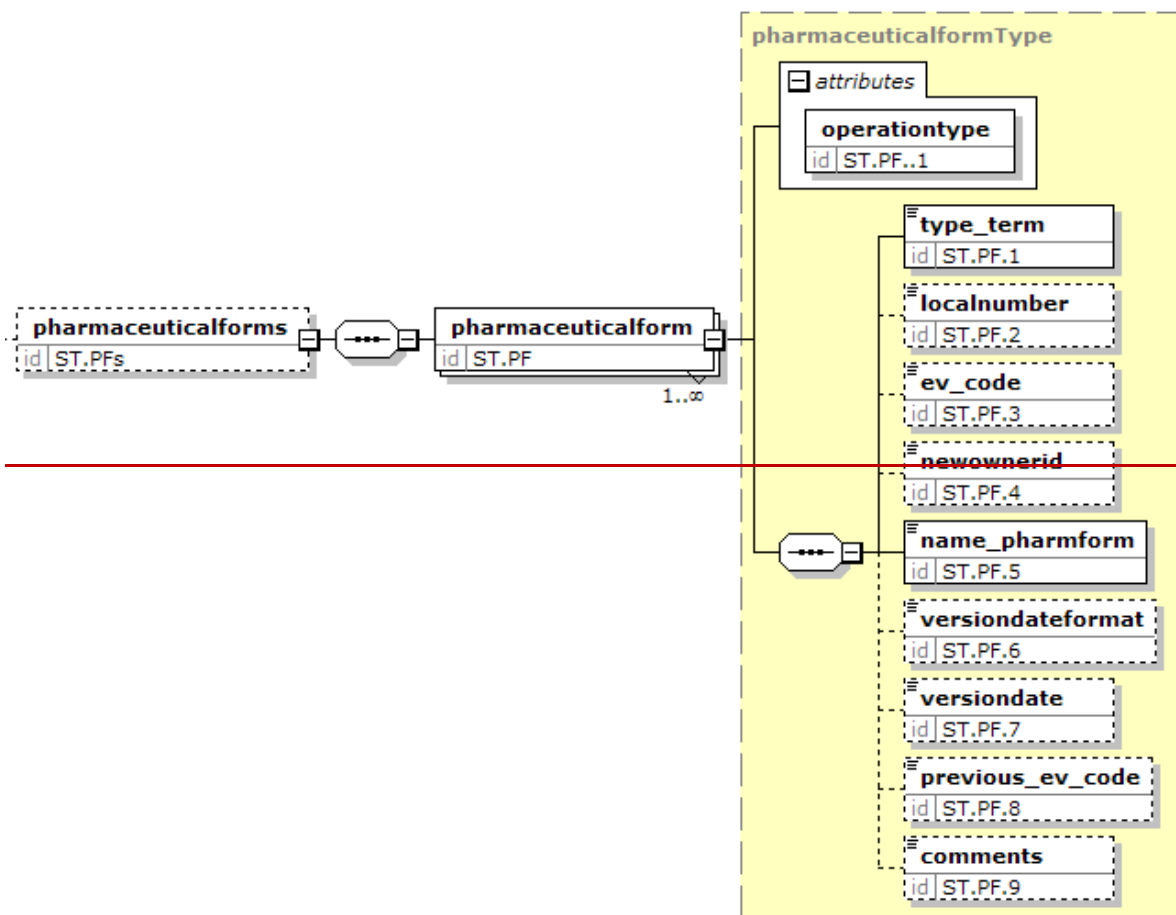 pharmaceuticalformType
attributes
operationtype
id ST.PF..1
type_term
id ST.PF.1
localnumber
id ST.PF.2
pharmaceuticalforms
id ST.PFs
pharmaceuticalform
id ST.PF
1..∞
ev_code
id ST.PF.3
newownerid
id ST.PF.4
name_pharmform
id ST.PF.5
versiondateformat
id ST.PF.6
versiondate
id ST.PF.7
previous_ev_code
id ST.PF.8
comments
id ST.PF.9